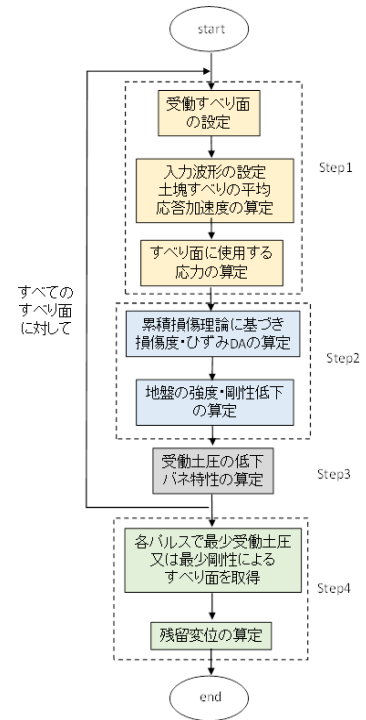 start
受働すべり面
の設定
入力波形の設定
土塊すべりの平均
応答加速度の算定
すべり面に使用する
応力の算定
Step1
すべての
すべり面
に対して
累積損傷理論に基づき
損傷度・ひずみDAの算定
地盤の強度・剛性低下
の算定
Step2
受働土圧の低下
バネ特性の算定
Step3
各パルスで最少受働土圧
又は最少剛性による
すべり面を取得
残留変位の算定
Step4
end